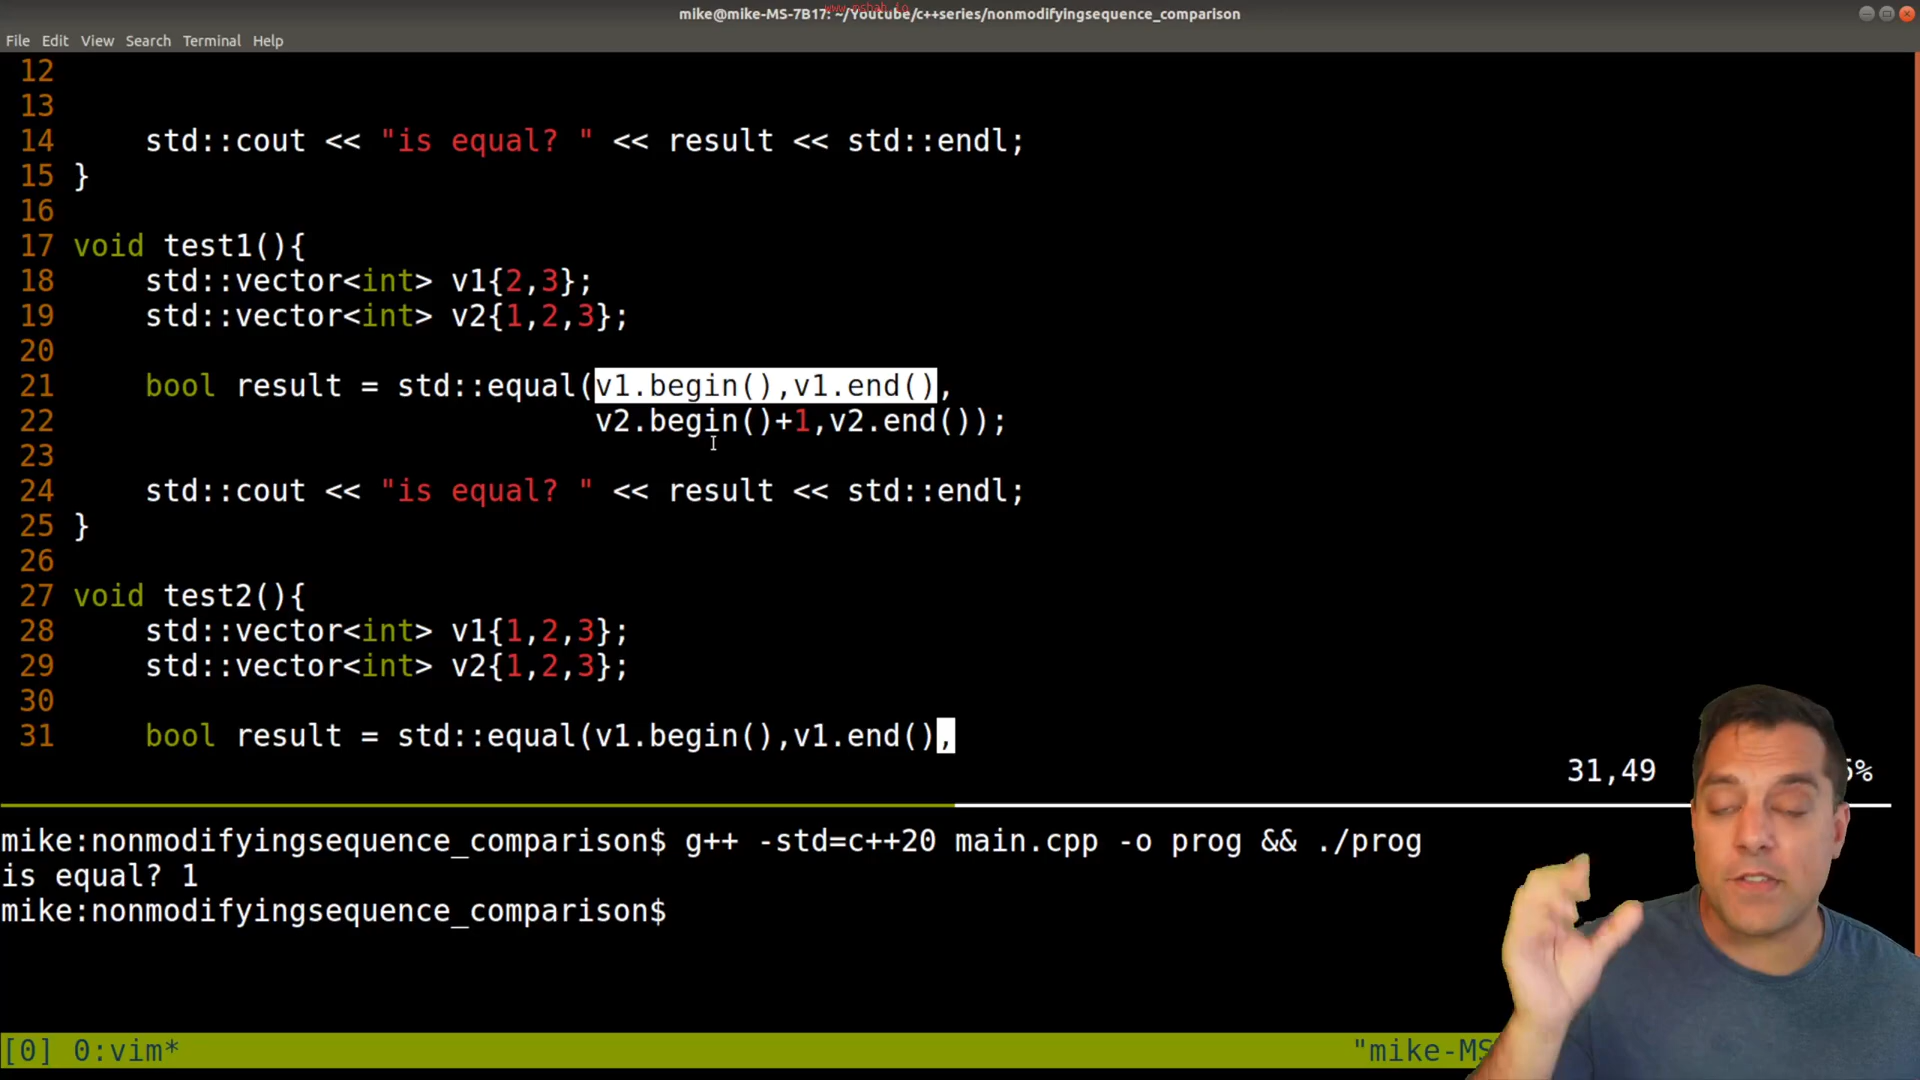 www.mshah.io
mike@mike-MS-7B17: ~/Youtube/c++series/nonmodifyingsequence_comparison
File Edit View Search Terminal Help
12
13
14 std::cout << "is equal? " << result << std::endl;
15 }
16
17 void test1(){
18 std::vector<int> v1{2,3};
19 std::vector<int> v2{1,2,3};
20
21 bool result = std::equal(v1.begin(),v1.end(),
22 v2.begin()+1,v2.end());
23
24 std::cout << "is equal? " << result << std::endl;
25 }
26
27 void test2(){
28 std::vector<int> v1{1,2,3};
29 std::vector<int> v2{1,2,3};
30
31 bool result = std::equal(v1.begin(),v1.end(),
31,49 5%
mike:nonmodifyingsequence_comparison$ g++ -std=c++20 main.cpp -o prog && ./prog
is equal? 1
mike:nonmodifyingsequence_comparison$
[0] 0:vim* "mike-MS